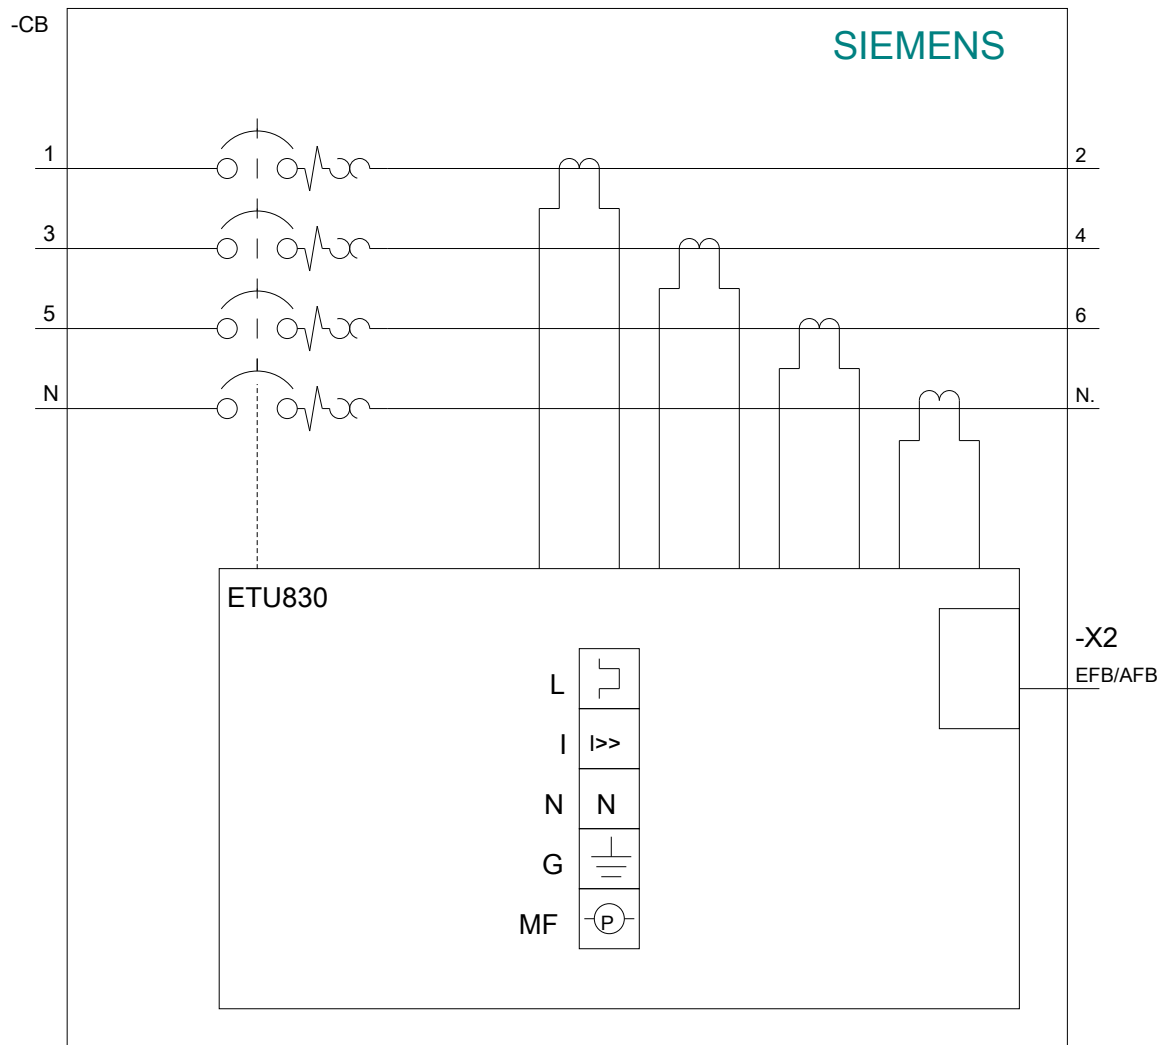 -CB
SIEMENS
1
2
3
4
5
6
N
N.
ETU830
-X2
EFB/AFB
L
I I>>
N N
G
MF P